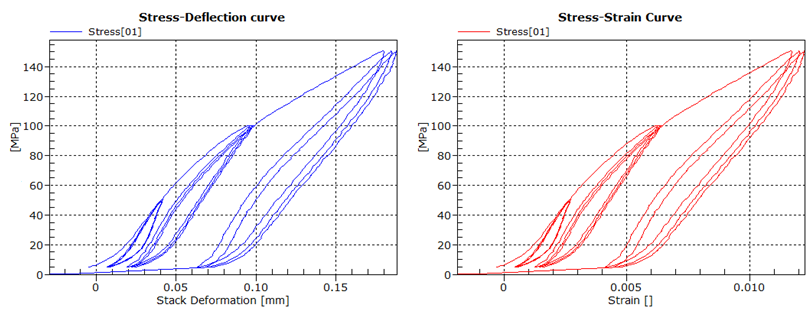 Stress-Deflection curve
Stress[01]
140
120
100
80
60
40
20
0
[MPa]
0
0.05
0.10
0.15
Stack Deformation [mm]
Stress-Strain Curve
Stress[01]
140
120
100
80
60
40
20
0
[MPa]
0
0.005
0.010
Strain []